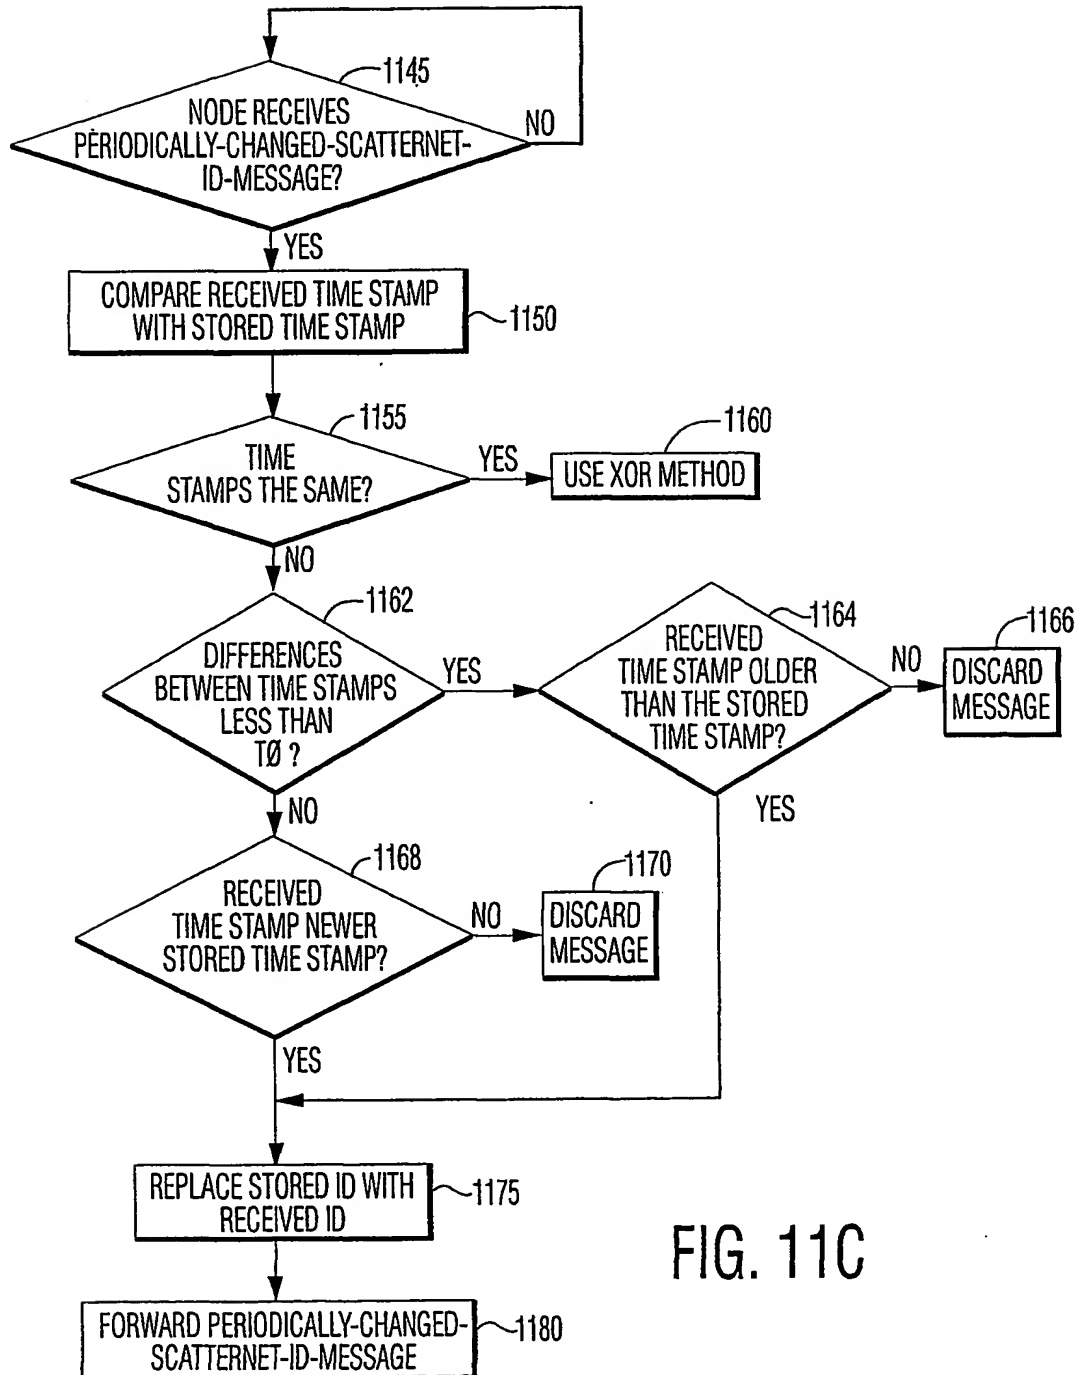 1145
NODE RECEIVES
PERIODICALLY-CHANGED-SCATTERNET-
ID-MESSAGE?
NO
YES
COMPARE RECEIVED TIME STAMP
WITH STORED TIME STAMP
1150
1155
TIME
STAMPS THE SAME?
YES
1160
USE XOR METHOD
NO
1162
DIFFERENCES
BETWEEN TIME STAMPS
LESS THAN
TØ ?
YES
1164
RECEIVED
TIME STAMP OLDER
THAN THE STORED
TIME STAMP?
NO
1166
DISCARD
MESSAGE
NO
YES
1168
RECEIVED
TIME STAMP NEWER
STORED TIME STAMP?
NO
1170
DISCARD
MESSAGE
YES
REPLACE STORED ID WITH
RECEIVED ID
1175
FORWARD PERIODICALLY-CHANGED-
SCATTERNET-ID-MESSAGE
1180
FIG. 11C